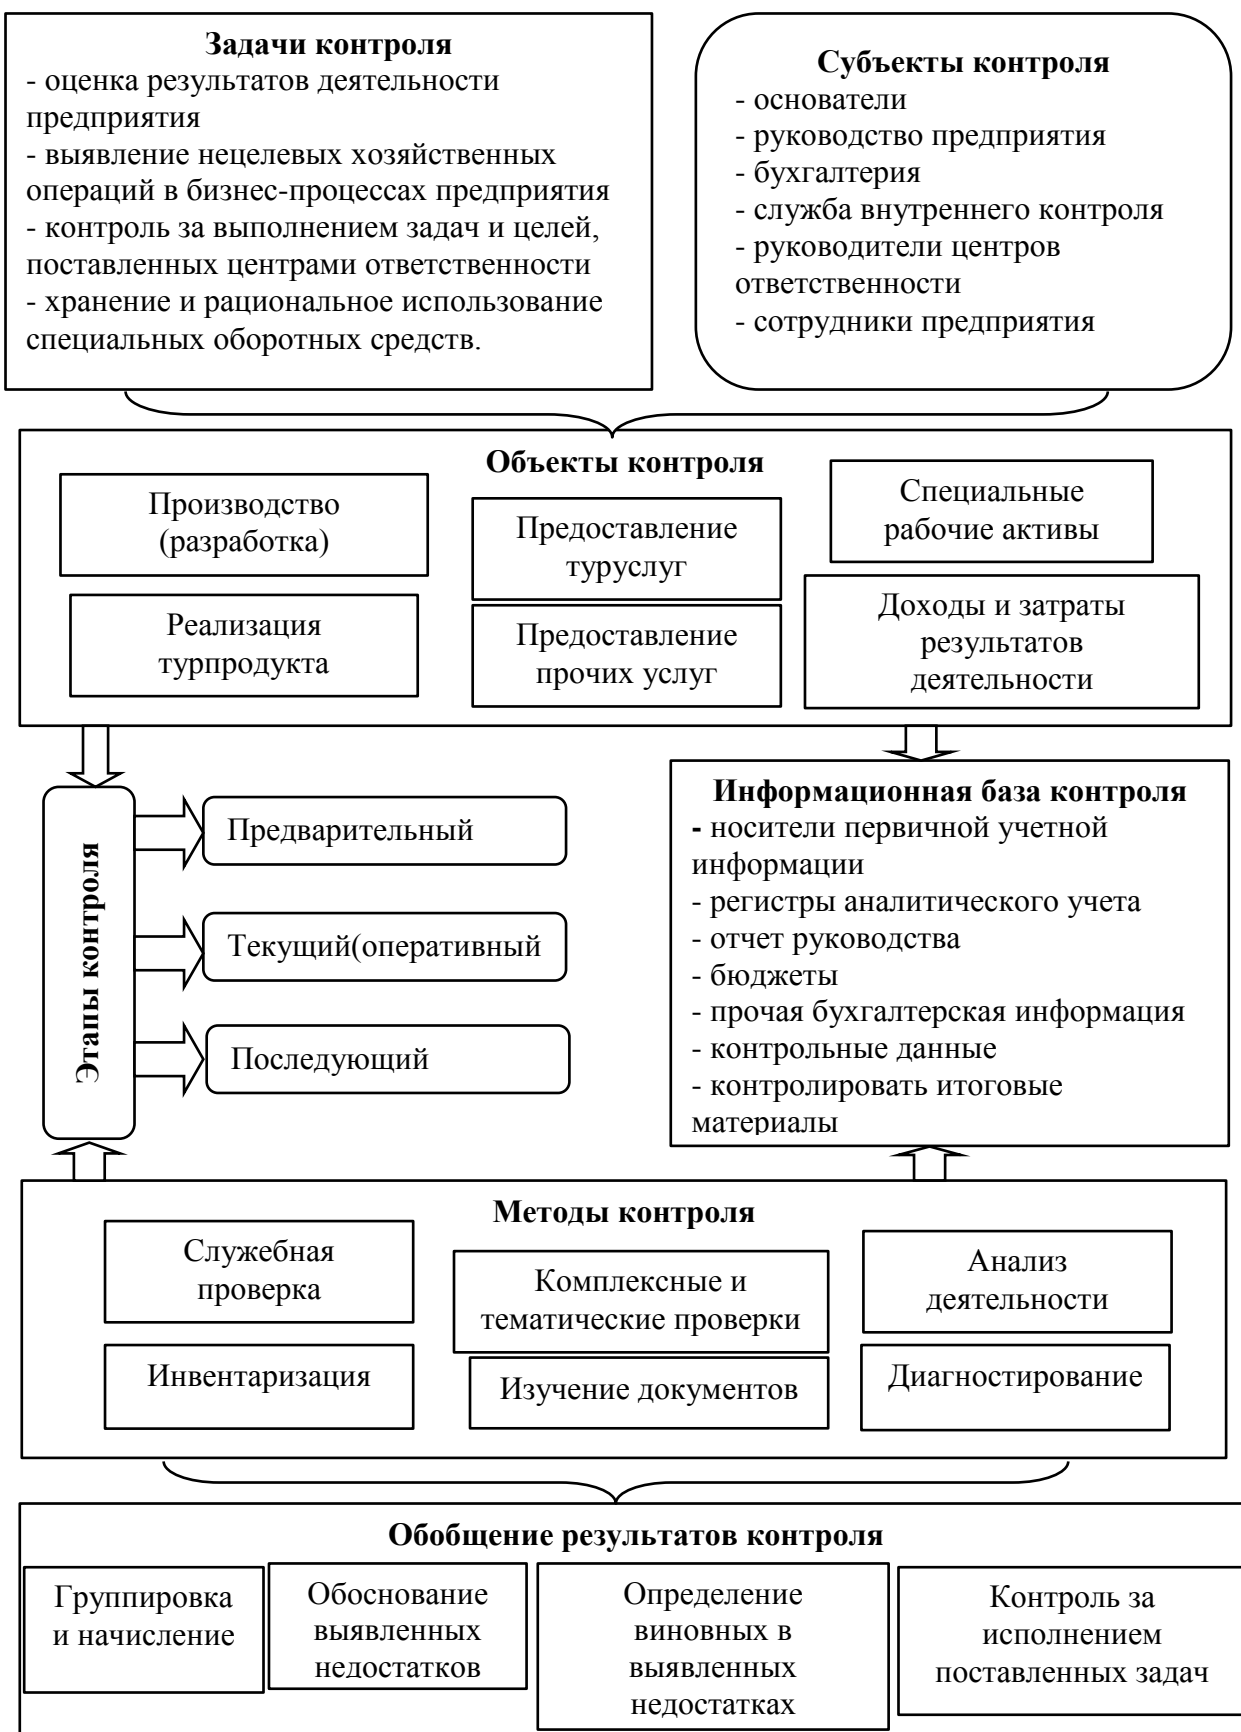 Задачи контроля
- оценка результатов деятельности
предприятия
- выявление нецелевых хозяйственных
операций в бизнес-процессах предприятия
- контроль за выполнением задач и целей,
поставленных центрами ответственности
- хранение и рациональное использование
специальных оборотных средств.
Субъекты контроля
- основатели
- руководство предприятия
- бухгалтерия
- служба внутреннего контроля
- руководители центров
ответственности
- сотрудники предприятия
Объекты контроля
Производство
(разработка)
Реализация
турпродукта
Предоставление
туруслуг
Предоставление
прочих услуг
Специальные
рабочие активы
Доходы и затраты
результатов
деятельности
Этапы контроля
Предварительный
Текущий(оперативный
Последующий
Информационная база контроля
- носители первичной учетной
информации
- регистры аналитического учета
- отчет руководства
- бюджеты
- прочая бухгалтерская информация
- контрольные данные
- контролировать итоговые
материалы
Методы контроля
Служебная
проверка
Инвентаризация
Комплексные и
тематические проверки
Изучение документов
Анализ
деятельности
Диагностирование
Обобщение результатов контроля
Группировка
и начисление
Обоснование
выявленных
недостатков
Определение
виновных в
выявленных
недостатках
Контроль за
исполнением
поставленных задач